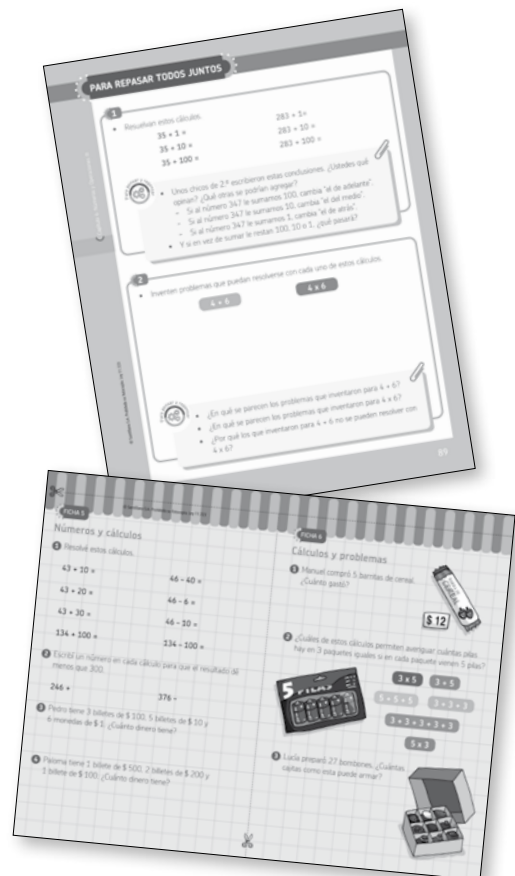 PARA REPASAR TODOS JUNTOS
1
• Resuelvan estos cálculos.
35 + 1 =
35 + 10 =
35 + 100 =
283 + 1 =
283 + 10 =
283 + 100 =
• Unos chicos de 2.º escribieron estas conclusiones. ¿Ustedes qué
opinan? ¿Qué otras se podrían agregar?
- Si al número 347 le sumamos 100, cambia "el de adelante".
- Si al número 347 le sumamos 10, cambia "el del medio".
- Si al número 347 le sumamos 1, cambia "el de atrás".
• Y si en vez de sumar le restan 100, 10 o 1, ¿qué pasará?
2
• Inventen problemas que puedan resolverse con cada uno de estos cálculos.
4 + 6
4 x 6
• ¿En qué se parecen los problemas que inventaron para 4 + 6?
• ¿En qué se parecen los problemas que inventaron para 4 x 6?
• ¿Por qué los que inventaron para 4 + 6 no se pueden resolver con
4 x 6?
89
FICHA 5
Números y cálculos
1 Resolvé estos cálculos.
43 + 10 =
43 + 20 =
43 + 30 =
134 + 100 =
46 - 40 =
46 - 6 =
46 - 10 =
134 - 100 =
2 Escribí un número en cada cálculo para que el resultado dé
menos que 300.
246 +
376 -
3 Pedro tiene 3 billetes de $ 100, 5 billetes de $ 10 y
6 monedas de $ 1. ¿Cuánto dinero tiene?
4 Paloma tiene 1 billete de $ 500, 2 billetes de $ 200 y
1 billete de $ 100. ¿Cuánto dinero tiene?
FICHA 6
Cálculos y problemas
1 Manuel compró 5 barritas de cereal.
¿Cuánto gastó?
CEREAL
$ 12
2 ¿Cuáles de estos cálculos permiten averiguar cuántas pilas
hay en 3 paquetes iguales si en cada paquete vienen 5 pilas?
5 PILAS
3 x 5
3 + 5
5 + 5 + 5
3 + 3 + 3
3 + 3 + 3 + 3 + 3
5 x 3
3 Lucía preparó 27 bombones. ¿Cuántas
cajitas como esta puede armar?